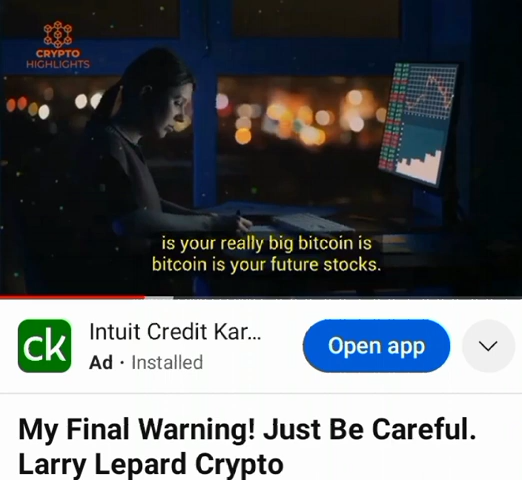 CRYPTO
HIGHLIGHTS
is your really big bitcoin is
bitcoin is your future stocks.
ck
Intuit Credit Kar...
Ad · Installed
Open app
My Final Warning! Just Be Careful.
Larry Lepard Crypto